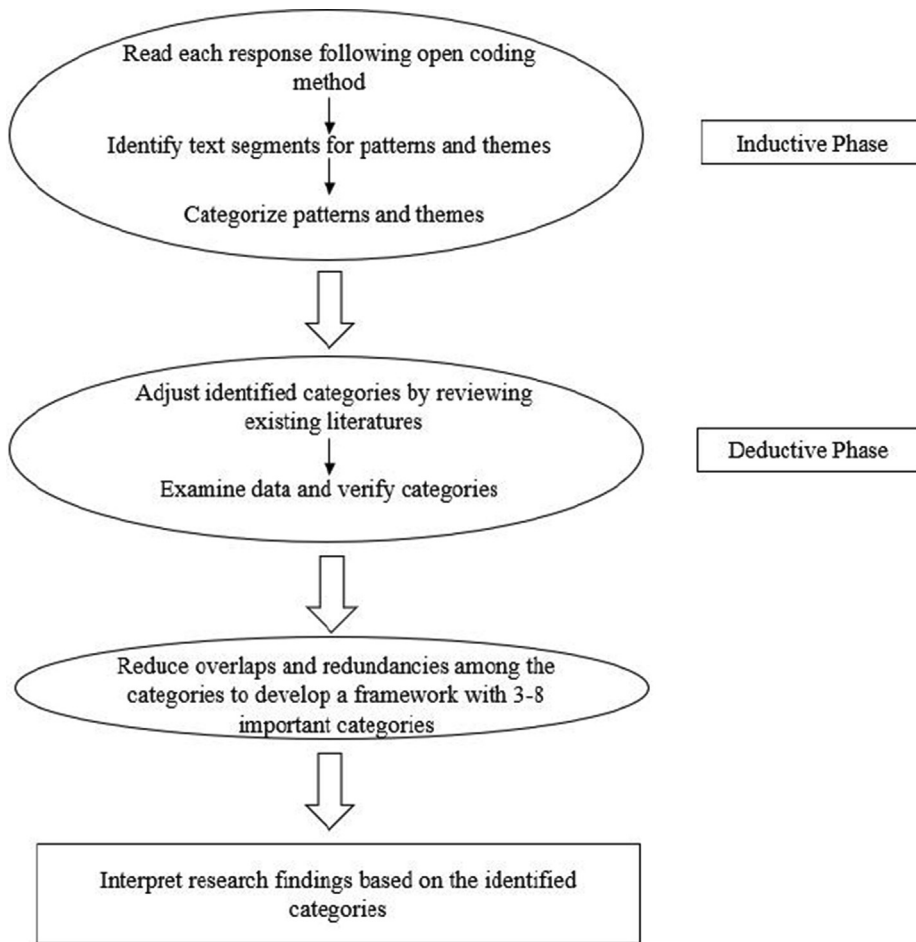 Read each response following open coding
method
Identify text segments for patterns and themes
Categorize patterns and themes
Inductive Phase
Adjust identified categories by reviewing
existing literatures
Examine data and verify categories
Deductive Phase
Reduce overlaps and redundancies among the
categories to develop a framework with 3-8
important categories
Interpret research findings based on the identified
categories